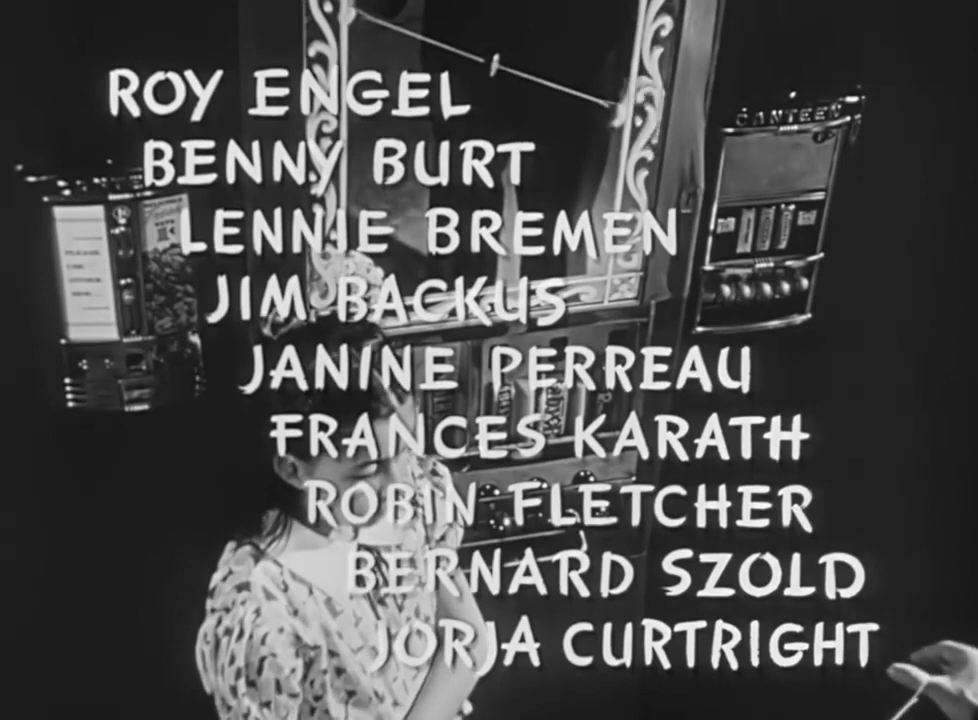 ROY ENGEL
BENNY BURT
LENNIE BREMEN
JIM BACKUS
JANINE PERREAU
FRANCES KARATH
ROBIN FLETCHER
BERNARD SZOLD
JORJA CURTRIGHT
CANTEEN